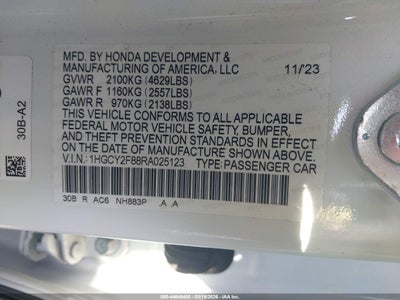 MFD. BY HONDA DEVELOPMENT &
MANUFACTURING OF AMERICA, LLC 11/23
GVWR 2100KG (4629LBS)
GAWR F 1160KG (2557LBS)
GAWR R 970KG (2138LBS)
THIS VEHICLE CONFORMS TO ALL APPLICABLE
FEDERAL MOTOR VEHICLE SAFETY, BUMPER,
AND THEFT PREVENTION STANDARDS IN EFFECT
ON THE DATE OF MANUFACTURE SHOWN ABOVE.
V.I.N.: 1HGCY2F88RA025123 TYPE:PASSENGER CAR
30B R AC6 NH883P A A
30B-A2